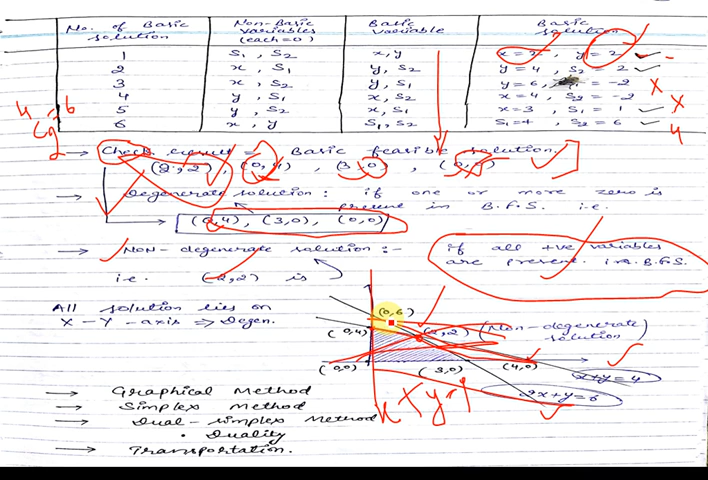 No. of Basic solution | Non-Basic variables (each=0) | Basic Variable | Basic solution
1 | S₁, S₂ | x, y | x = 2, y = 2
2 | x, S₁ | y, S₂ | y = 4, S₂ = 2
3 | x, S₂ | y, S₁ | y = 6, = -2
4 | y, S₁ | x, S₂ | x = 4, S₂ = -2
5 | y, S₂ | x, S₁ | x = 3, S₁ = 1
6 | x, y | S₁, S₂ | S₁ = 4, S₂ = 6
→ Check result = Basic feasible solution.
(2,2), (0,4), (3,0), (0,0)
→ Degenerate solution: if one or more zero is
present in B.F.S. i.e.
(0,4), (3,0), (0,0)
→ Non-degenerate solution :-
if all +ve variables
are present in B.F.S.
i.e. (2,2) is
All solution lies on
X-Y-axis ⇒ Degen.
(0,6)
(0,4)
(2,2) (Non-degenerate solution)
(0,0) (3,0) (4,0)
x+y=4
2x+y=6
x+y=1
→ Graphical Method
→ Simplex Method
→ Dual-simplex Method
• Duality
→ Transportation.